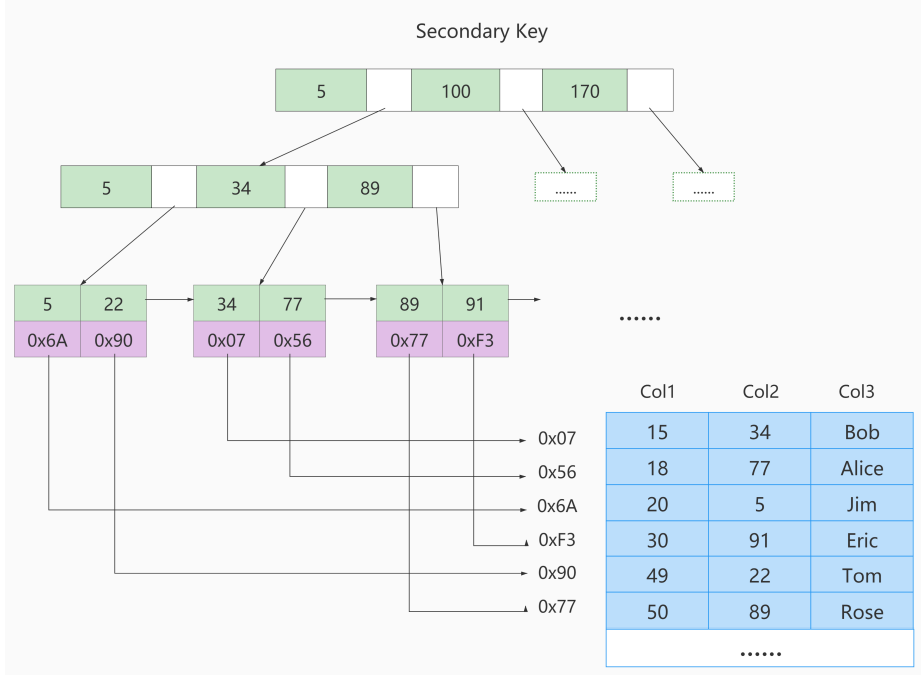 Secondary Key
5 100 170
5 34 89
...... ......
5 22 34 77 89 91
0x6A 0x90 0x07 0x56 0x77 0xF3
......
Col1 Col2 Col3
0x07 15 34 Bob
0x56 18 77 Alice
0x6A 20 5 Jim
0xF3 30 91 Eric
0x90 49 22 Tom
0x77 50 89 Rose
......